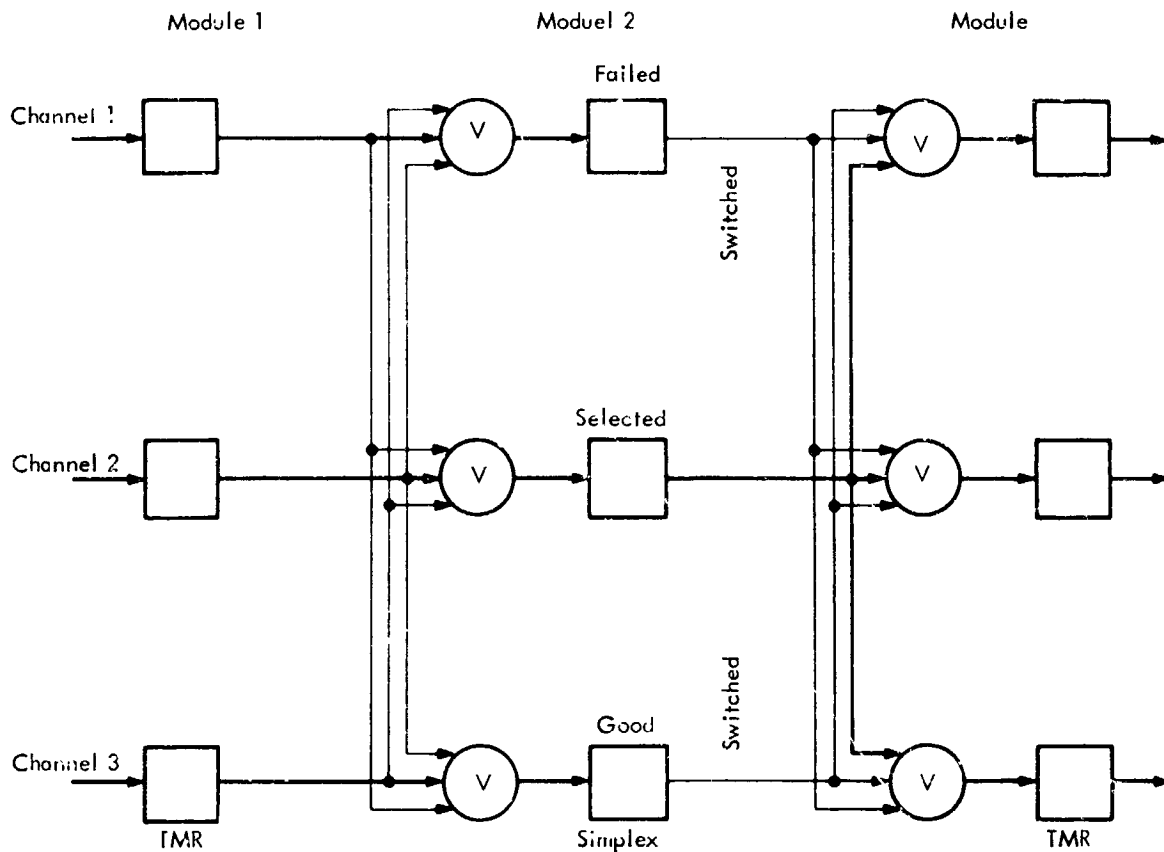 Module 1
Moduel 2
Module
Failed
Channel 1
V
V
Switched
Selected
Channel 2
V
V
Switched
Good
Channel 3
V
V
TMR
Simplex
TMR